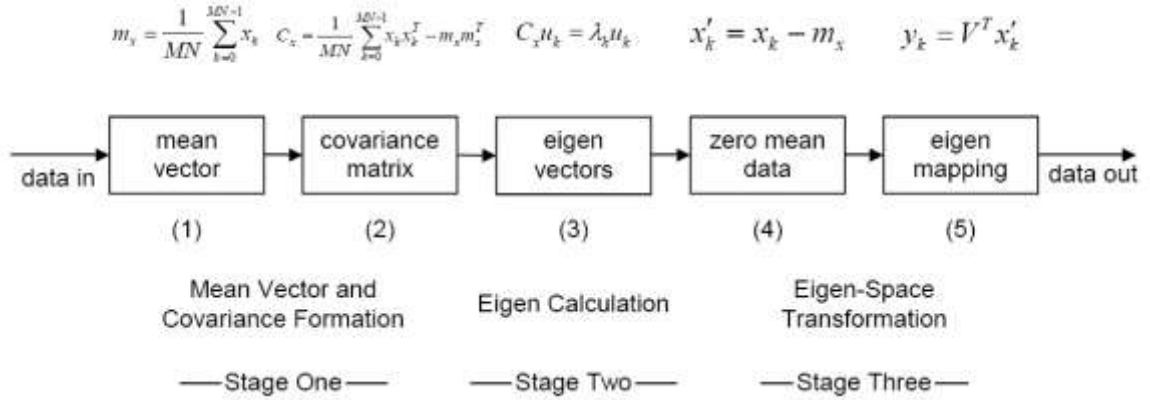 m_x = \frac{1}{MN} \sum_{k=0}^{MN-1} x_k
C_x = \frac{1}{MN} \sum_{k=0}^{MN-1} x_k x_k^T - m_x m_x^T
C_x u_k = λ_k u_k
x'_k = x_k - m_x
y_k = V^T x'_k
data in
mean
vector
covariance
matrix
eigen
vectors
zero mean
data
eigen
mapping
data out
(1)
(2)
(3)
(4)
(5)
Mean Vector and
Covariance Formation
Eigen Calculation
Eigen-Space
Transformation
Stage One
Stage Two
Stage Three